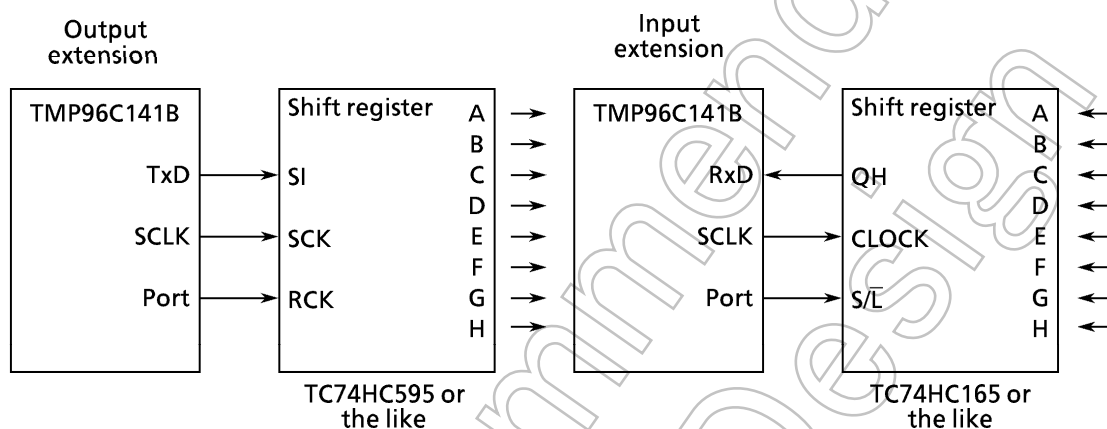 Output
extension
TMP96C141B
TxD
SCLK
Port
Shift register
SI
SCK
RCK
A
B
C
D
E
F
G
H
TC74HC595 or
the like
Input
extension
TMP96C141B
RxD
SCLK
Port
Shift register
QH
CLOCK
S/L̅
A
B
C
D
E
F
G
H
TC74HC165 or
the like
Design